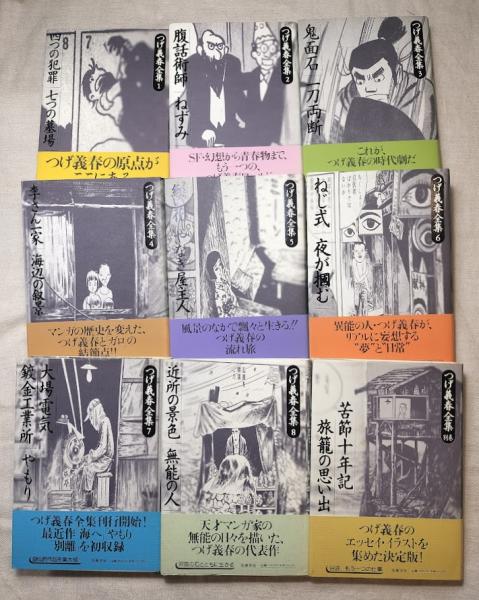 8
7
四つの犯罪
七つの墓場
つげ義春全集
1
つげ義春の原点が
ここにある
腹話術師
ねずみ
つげ義春全集
2
SF・幻想から青春物まで、
もう一つの、
鬼面石
一刀両断
つげ義春全集
3
これが、
つげ義春の時代劇だ
李さん一家
海辺の叙景
つげ義春全集
4
マンガの歴史を変えた、
つげ義春とガロの
結節点!!
屋主人
つげ義春全集
5
風景のなかで飄々と生きる!!
つげ義春の
流れ旅
ねじ式
夜が掴む
つげ義春全集
6
異能の人・つげ義春が、
リアルに妄想する
“夢”と“日常”
大場電気
鍍金工業所
やもり
つげ義春全集
7
つげ義春全集刊行開始!
最近作「海へ」「やもり」
「別離」を初収録
近所の景色
無能の人
つげ義春全集
8
天才マンガ家の
無能の日々を描いた、
つげ義春の代表作
苦節十年記
旅籠の思い出
つげ義春全集
別巻
つげ義春の
エッセイ・イラストを
集めた決定版!